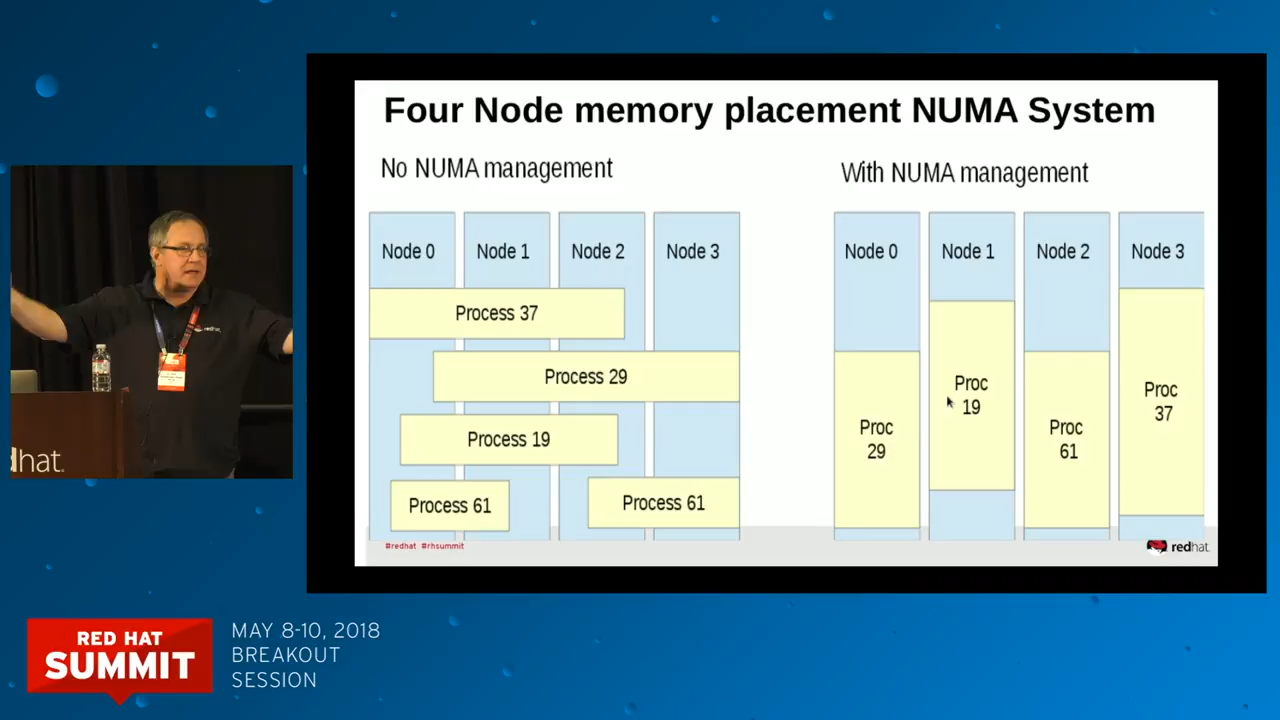 Four Node memory placement NUMA System
No NUMA management
With NUMA management
Node 0
Node 1
Node 2
Node 3
Process 37
Process 29
Process 19
Process 61
Process 61
Node 0
Node 1
Node 2
Node 3
Proc
29
Proc
19
Proc
61
Proc
37
#redhat #rhsummit
redhat.
redhat.
dhat.
RED HAT
SUMMIT
MAY 8-10, 2018
BREAKOUT
SESSION